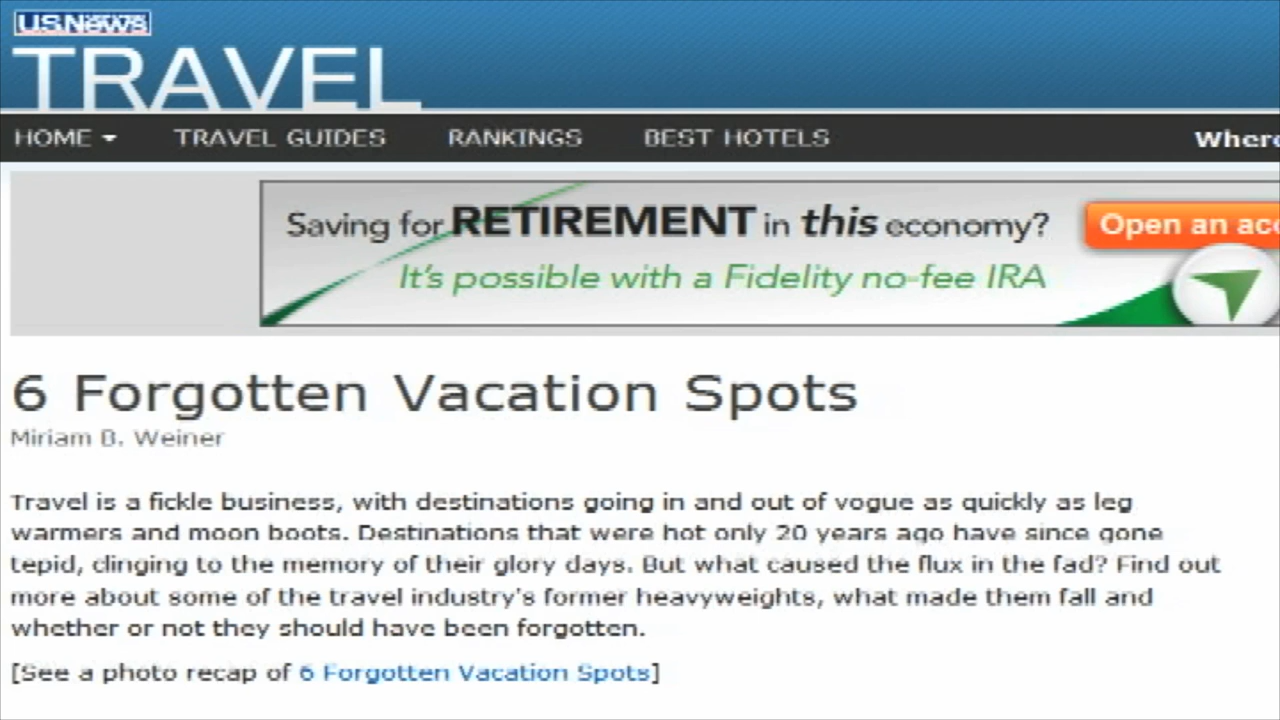 U.S.News
TRAVEL
HOME TRAVEL GUIDES RANKINGS BEST HOTELS
Saving for RETIREMENT in this economy?
Open an
It's possible with a Fidelity no-fee IRA
6 Forgotten Vacation Spots
Miriam B. Weiner
Travel is a fickle business, with destinations going in and out of vogue as quickly as leg
warmers and moon boots. Destinations that were hot only 20 years ago have since gone
tepid, clinging to the memory of their glory days. But what caused the flux in the fad? Find out
more about some of the travel industry's former heavyweights, what made them fall and
whether or not they should have been forgotten.
[See a photo recap of 6 Forgotten Vacation Spots]